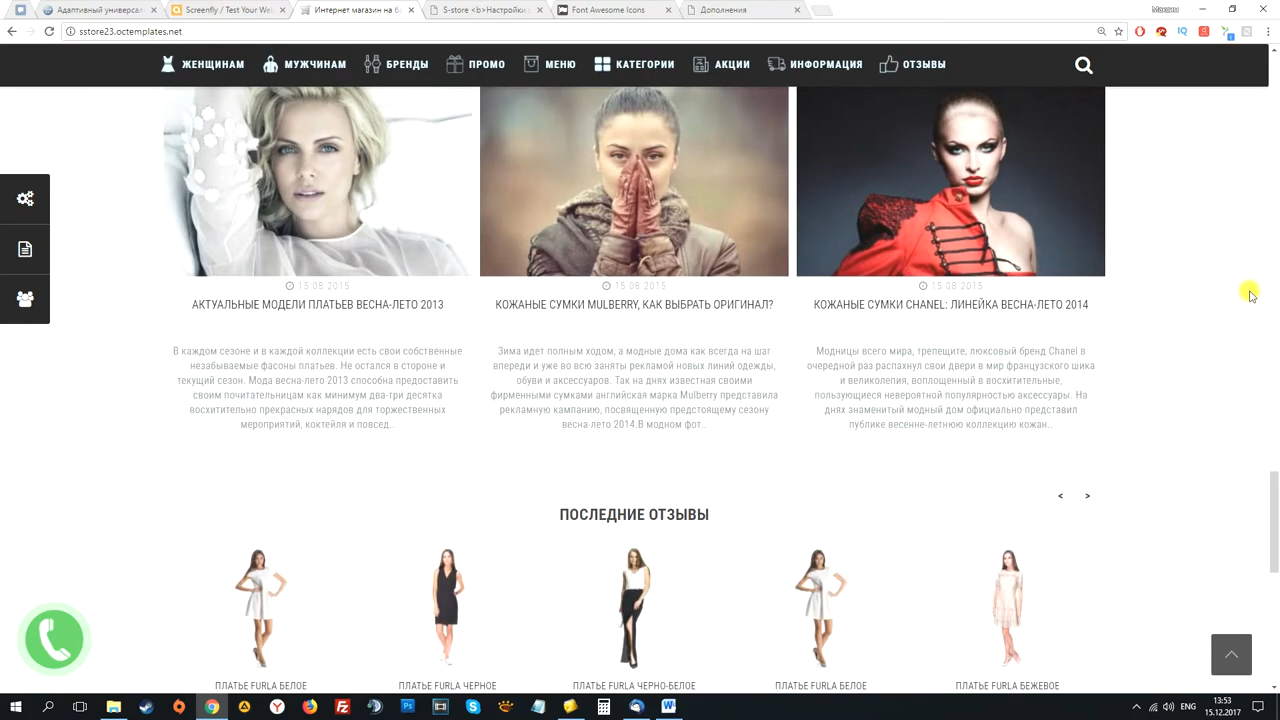 Адаптивный универсал
Screenfly / Test Your We
Интернет магазин на б
S-store <b>Настройки
Font Awesome Icons
Дополнения
sstore23.octemplates.net
ЖЕНЩИНАМ
МУЖЧИНАМ
БРЕНДЫ
ПРОМО
МЕНЮ
КАТЕГОРИИ
АКЦИИ
ИНФОРМАЦИЯ
ОТЗЫВЫ
15 08 2015
15 08 2015
15 08 2015
АКТУАЛЬНЫЕ МОДЕЛИ ПЛАТЬЕВ ВЕСНА-ЛЕТО 2013
КОЖАНЫЕ СУМКИ MULBERRY, КАК ВЫБРАТЬ ОРИГИНАЛ?
КОЖАНЫЕ СУМКИ CHANEL: ЛИНЕЙКА ВЕСНА-ЛЕТО 2014
В каждом сезоне и в каждой коллекции есть свои собственные
незабываемые фасоны платьев. Не остался в стороне и
текущий сезон. Мода весна-лето 2013 способна предоставить
своим почитательницам как минимум два-три десятка
восхитительно прекрасных нарядов для торжественных
мероприятий, коктейля и повсед..
Зима идет полным ходом, а модные дома как всегда на шаг
впереди и уже во всю заняты рекламой новых линий одежды,
обуви и аксессуаров. Так на днях известная своими
фирменными сумками английская марка Mulberry представила
рекламную кампанию, посвященную предстоящему сезону
весна-лето 2014.В модном фот..
Модницы всего мира, трепещите, люксовый бренд Chanel в
очередной раз распахнул свои двери в мир французского шика
и великолепия, воплощенный в восхитительные,
пользующиеся невероятной популярностью аксессуары. На
днях знаменитый модный дом официально представил
публике весенне-летнюю коллекцию кожан..
< >
ПОСЛЕДНИЕ ОТЗЫВЫ
ПЛАТЬЕ FURLA БЕЛОЕ
ПЛАТЬЕ FURLA ЧЕРНОЕ
ПЛАТЬЕ FURLA ЧЕРНО-БЕЛОЕ
ПЛАТЬЕ FURLA БЕЛОЕ
ПЛАТЬЕ FURLA БЕЖЕВОЕ
ENG
13:53
15.12.2017